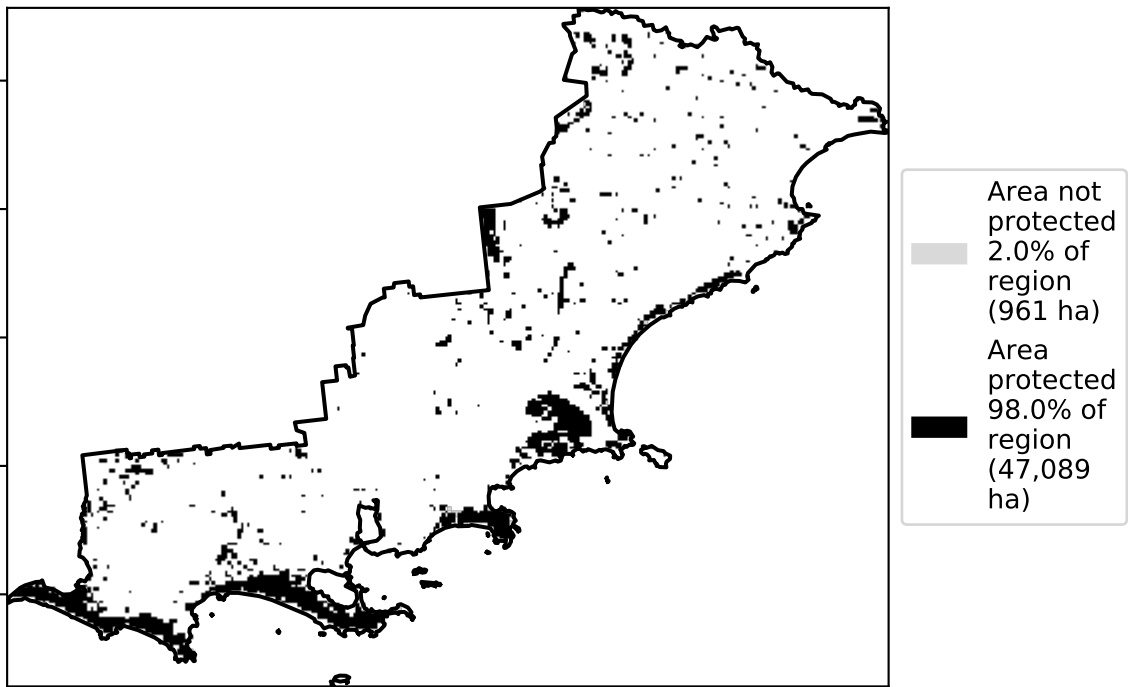 Area not
protected
2.0% of
region
(961 ha)
Area
protected
98.0% of
region
(47,089
ha)